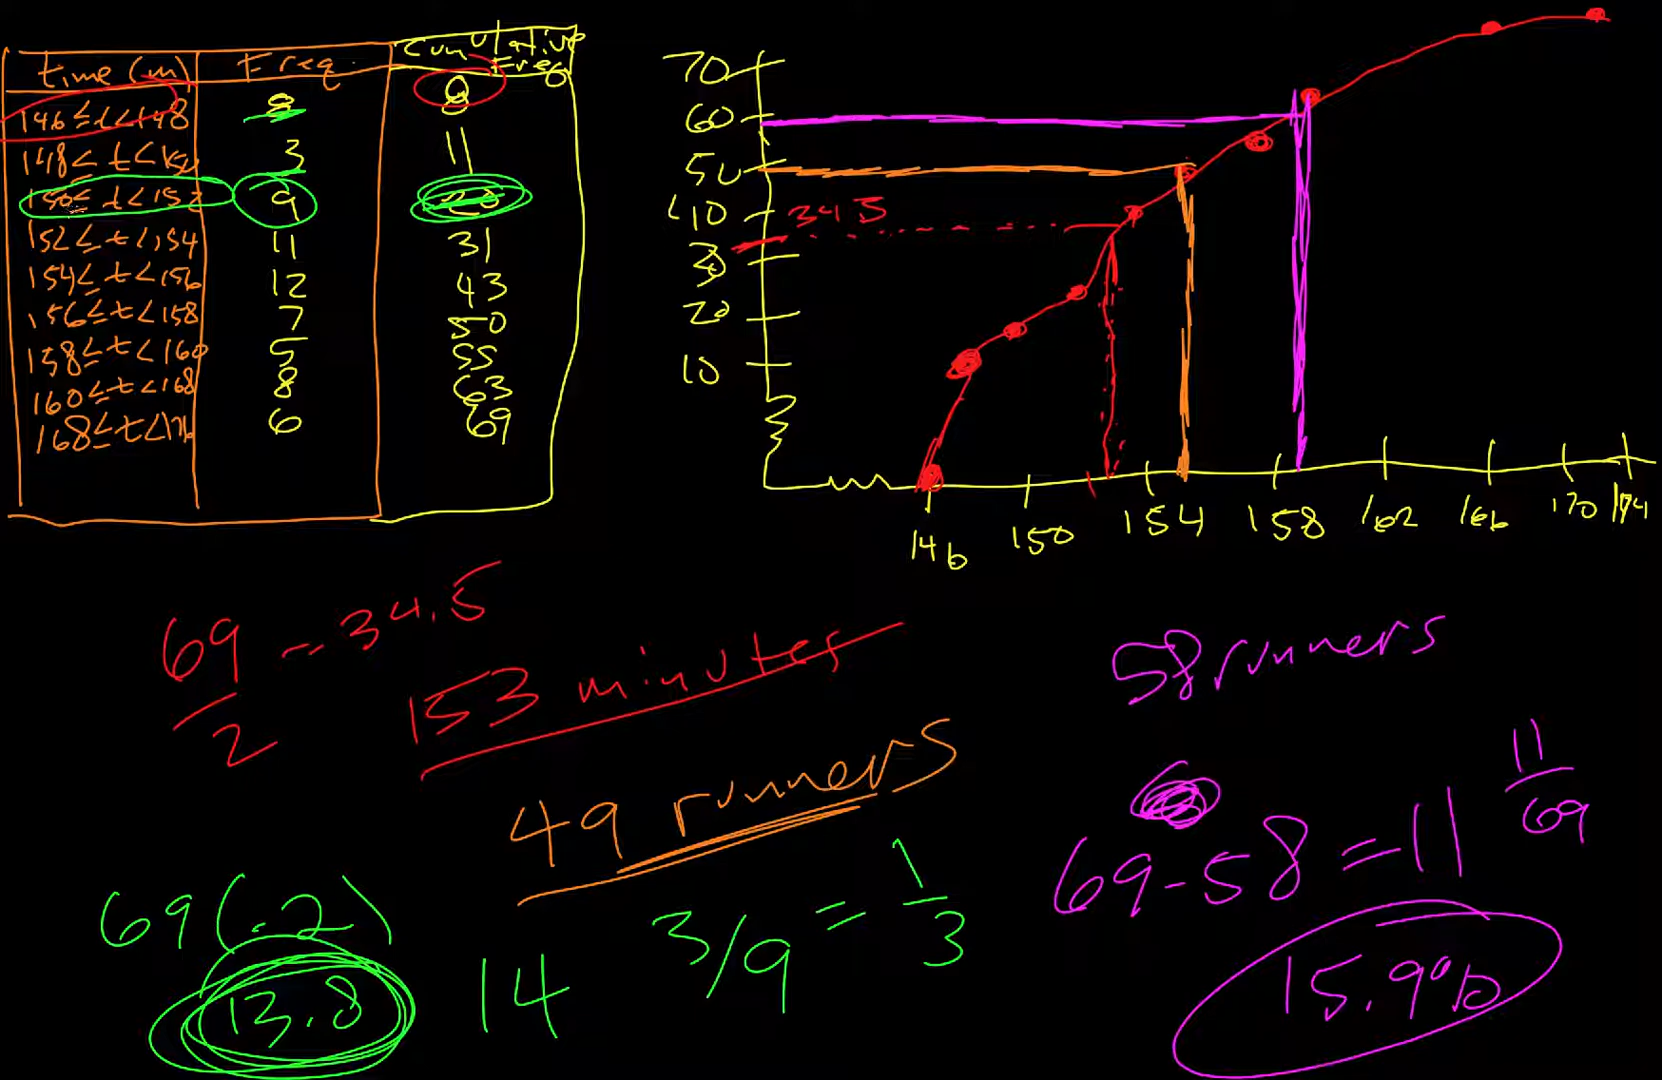 time (m) Freq Cumulative Freq
146 ≤ t < 148 8 8
148 ≤ t < 150 3 11
150 ≤ t < 152 9 20
152 ≤ t < 154 11 31
154 ≤ t < 156 12 43
156 ≤ t < 158 7 50
158 ≤ t < 160 5 55
160 ≤ t < 168 8 63
168 ≤ t < 176 6 69
70
60
50
40 34.5
30
20
10
146 150 154 158 162 166 170 174
69/2 - 34.5
153 minutes
49 runners
58 runners
69 - 58 = 11
11/69
15.9%
69(.2)
13.8
14
3/9 = 1/3